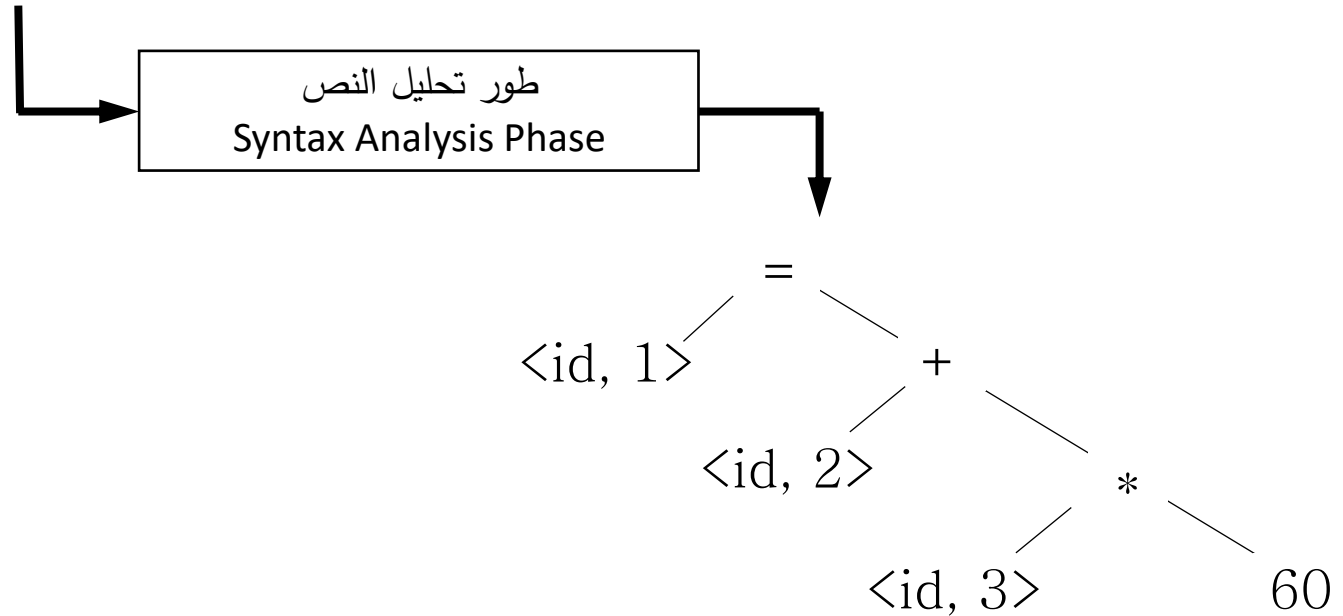 طور تحليل النص
Syntax Analysis Phase
=
<id, 1> +
<id, 2> *
<id, 3> 60